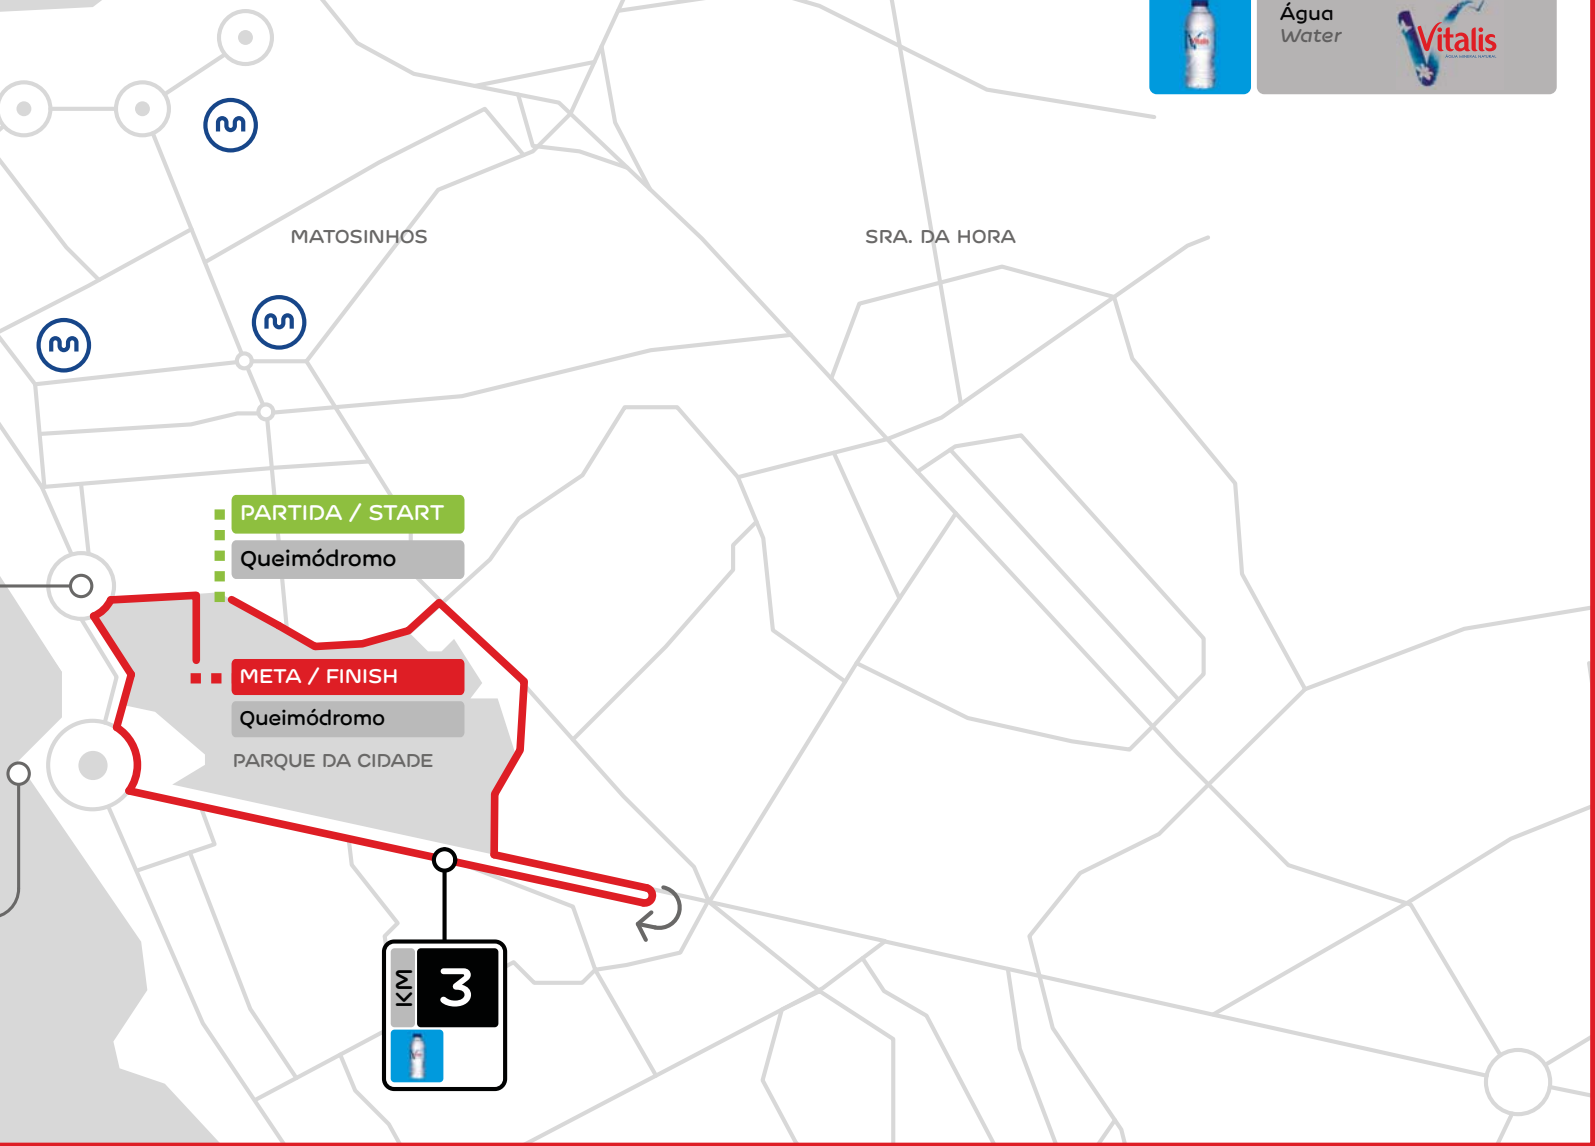 Água
Water
Vitalis
MATOSINHOS
SRA. DA HORA
PARTIDA / START
Queimódromo
META / FINISH
Queimódromo
PARQUE DA CIDADE
KM
3